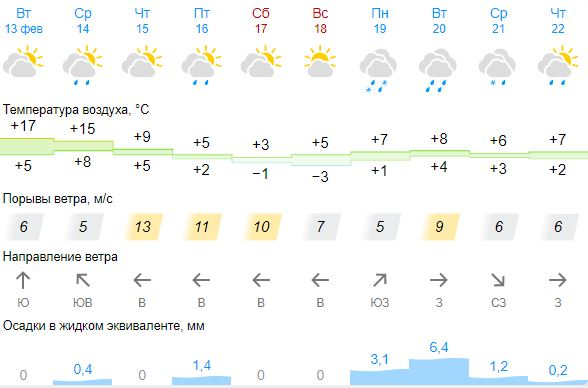 Вт Ср Чт Пт Сб Вс Пн Вт Ср Чт
13 фев 14 15 16 17 18 19 20 21 22
Температура воздуха, °C
+17 +15 +9 +5 +3 +5 +7 +8 +6 +7
+5 +8 +5 +2 −1 −3 +1 +4 +3 +2
Порывы ветра, м/с
6 5 13 11 10 7 5 9 6 6
Направление ветра
Ю ЮВ В В В В ЮЗ З СЗ З
Осадки в жидком эквиваленте, мм
0 0,4 0 1,4 0 0 3,1 6,4 1,2 0,2